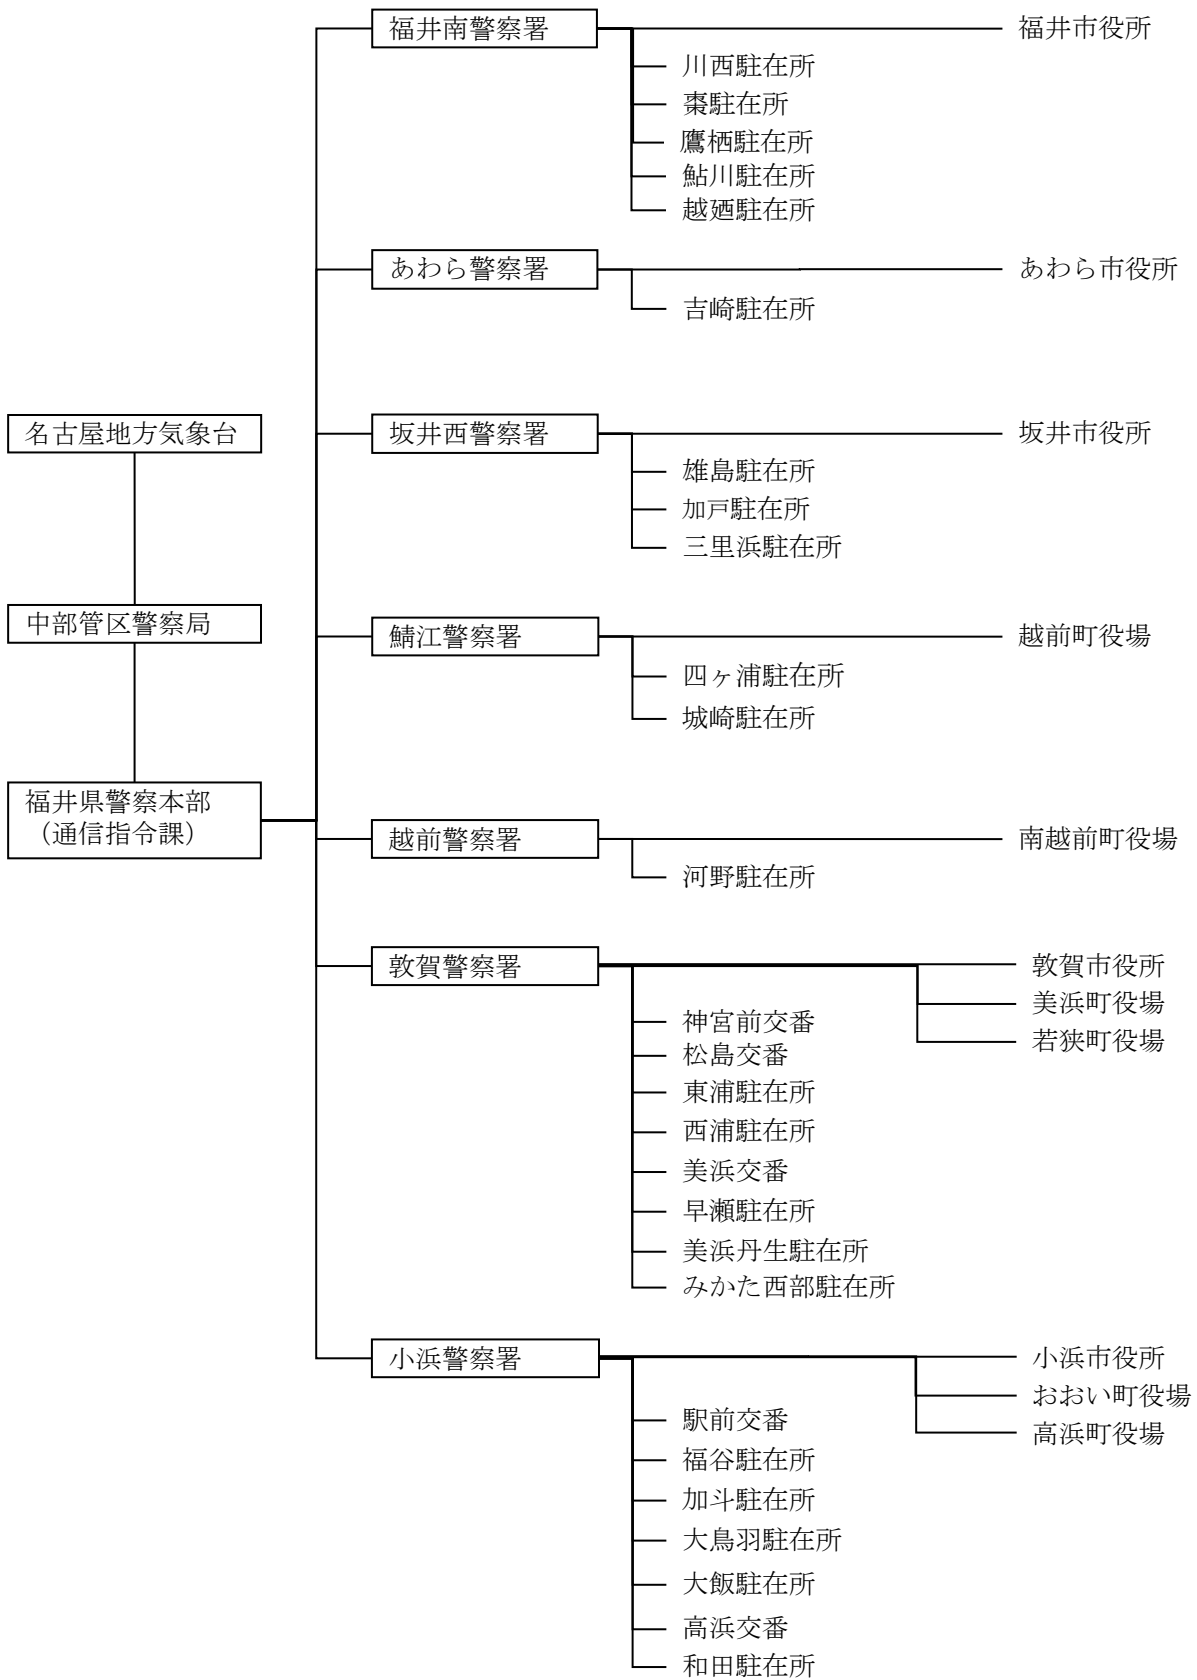 福井南警察署
福井市役所
川西駐在所
棗駐在所
鷹栖駐在所
鮎川駐在所
越廼駐在所
あわら警察署
あわら市役所
吉崎駐在所
名古屋地方気象台
坂井西警察署
坂井市役所
雄島駐在所
加戸駐在所
三里浜駐在所
中部管区警察局
鯖江警察署
越前町役場
四ヶ浦駐在所
城崎駐在所
福井県警察本部
（通信指令課）
越前警察署
南越前町役場
河野駐在所
敦賀警察署
敦賀市役所
美浜町役場
若狭町役場
神宮前交番
松島交番
東浦駐在所
西浦駐在所
美浜交番
早瀬駐在所
美浜丹生駐在所
みかた西部駐在所
小浜警察署
小浜市役所
おおい町役場
高浜町役場
駅前交番
福谷駐在所
加斗駐在所
大鳥羽駐在所
大飯駐在所
高浜交番
和田駐在所